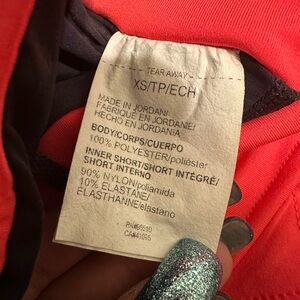 TEAR AWAY
XS/TP/ECH
MADE IN JORDAN/
FABRIQUÉ EN JORDANIE/
HECHO EN JORDANIA
BODY/CORPS/CUERPO
100% POLYESTER/poliéster
INNER SHORT/SHORT INTÉGRÉ/
SHORT INTERNO
90% NYLON/poliamida
10% ELASTANE/
ELASTHANNE/elastano